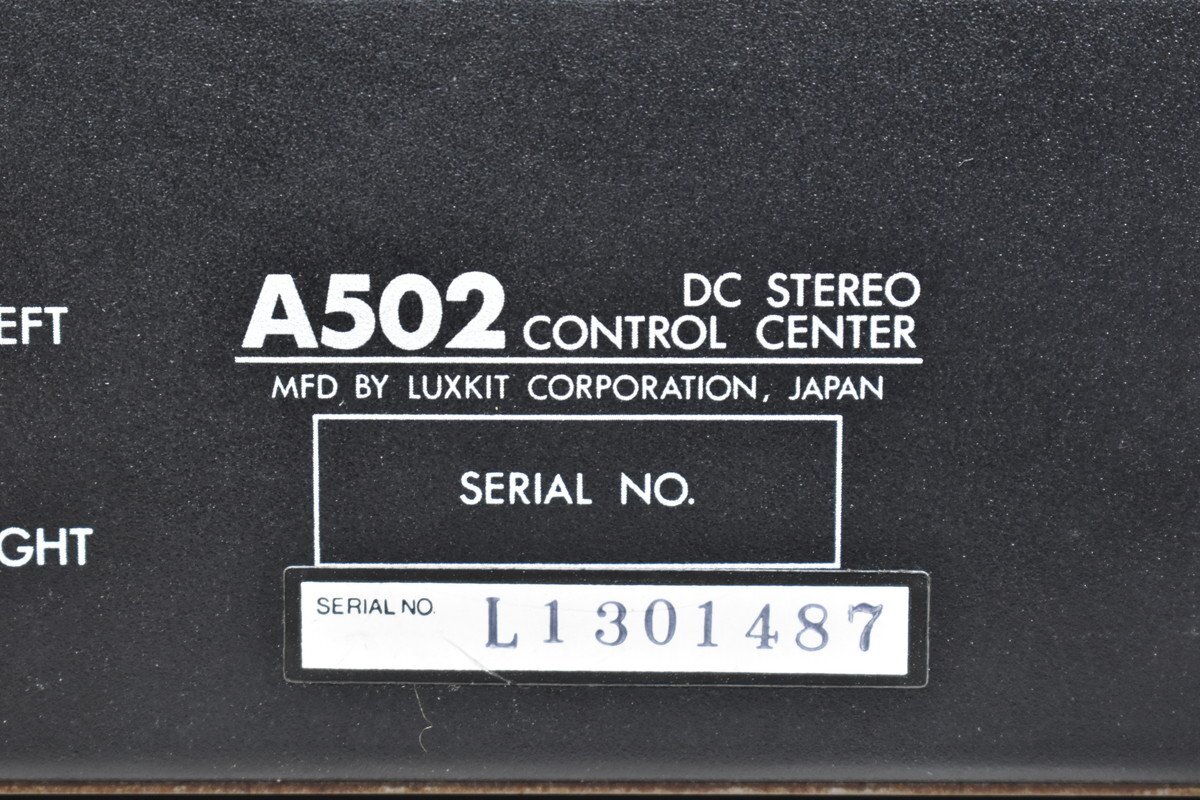 EFT
A502 DC STEREO
CONTROL CENTER
MFD BY LUXKIT CORPORATION, JAPAN
SERIAL NO.
GHT
SERIAL NO. L1301487